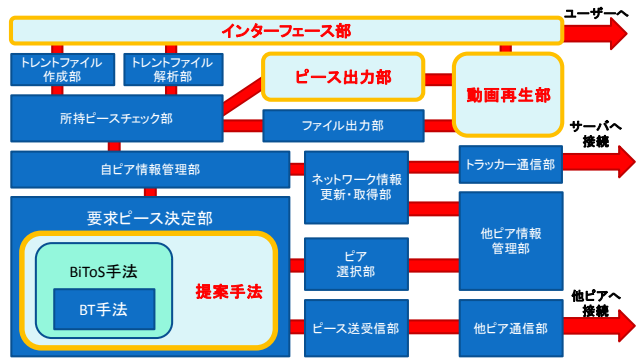 ユーザーへ
インターフェース部
トレントファイル
作成部
トレントファイル
解析部
ピース出力部
動画再生部
所持ピースチェック部
ファイル出力部
サーバへ
接続
自ピア情報管理部
ネットワーク情報
更新・取得部
トラッカー通信部
要求ピース決定部
他ピア情報
管理部
BiToS手法
提案手法
BT手法
ピア
選択部
他ピアへ
接続
ピース送受信部
他ピア通信部